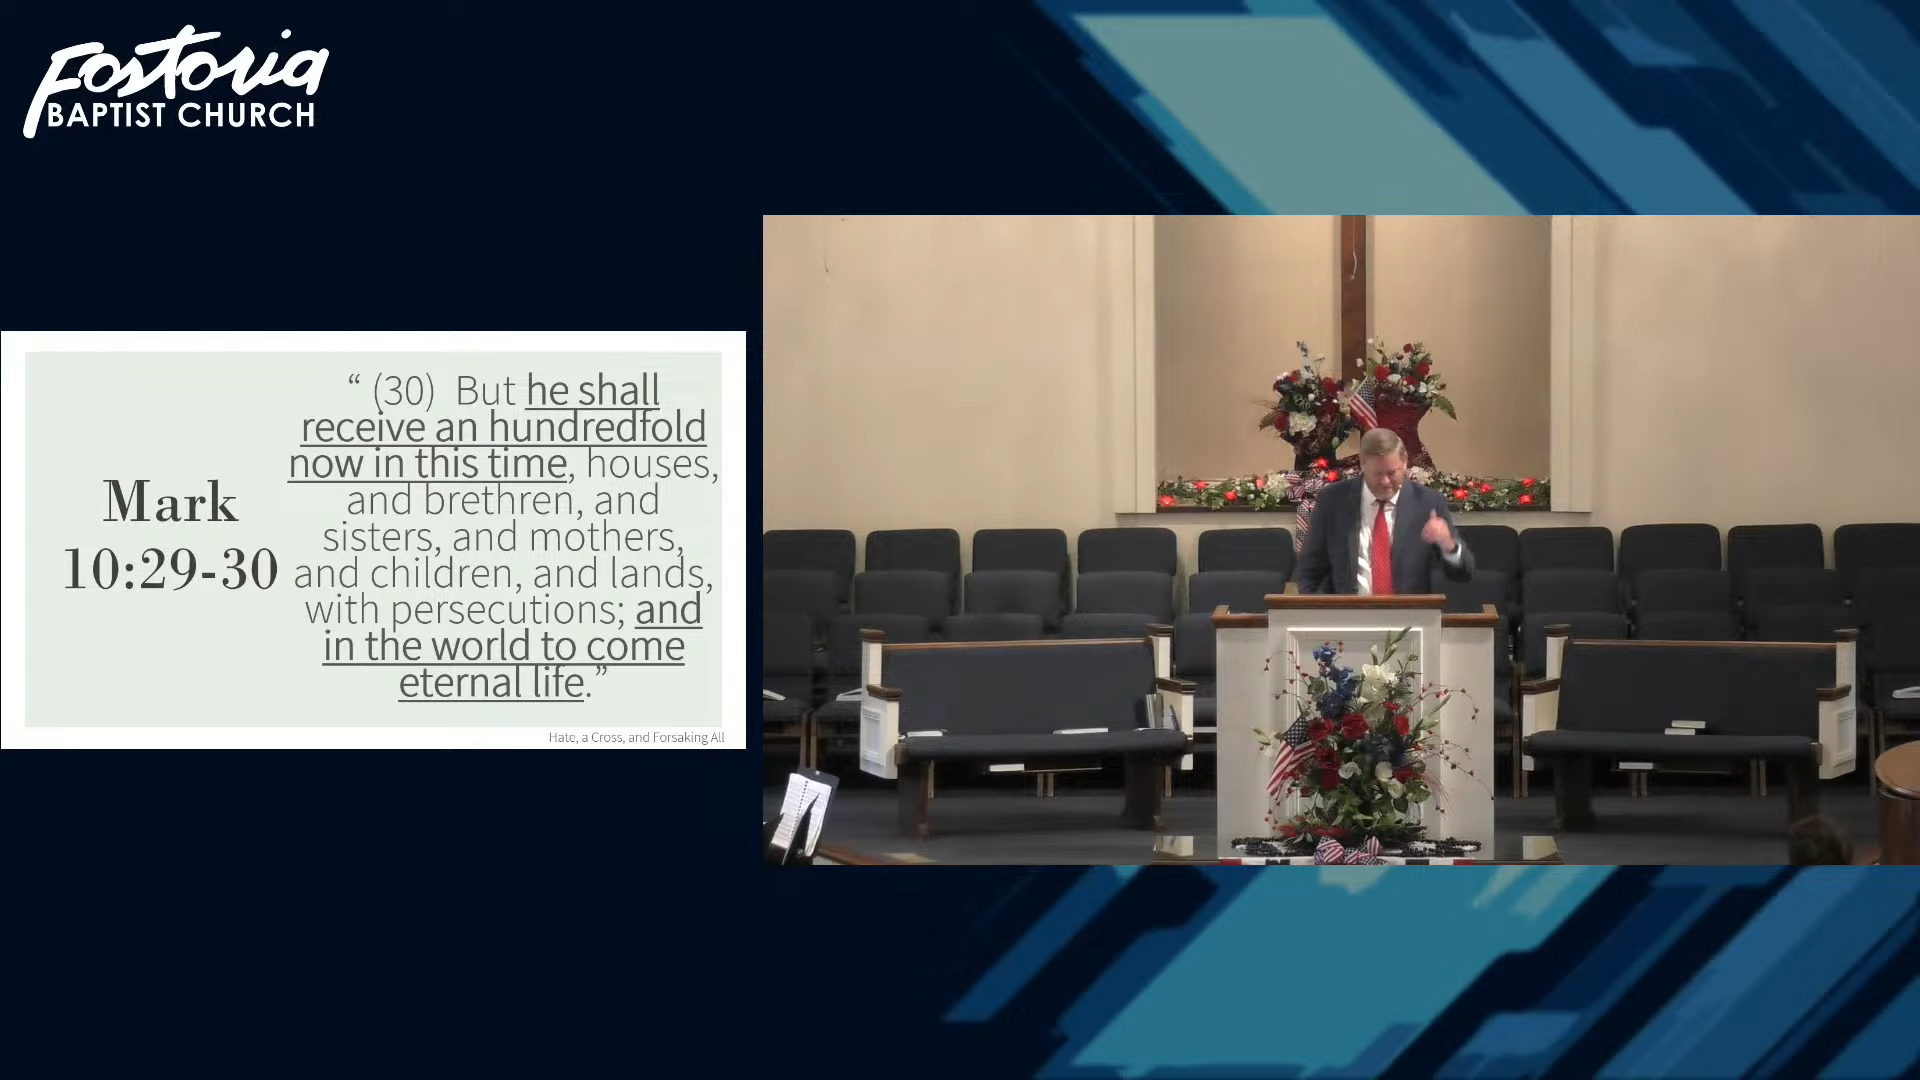 Fostoria
BAPTIST CHURCH
“ (30)  But he shall
receive an hundredfold
now in this time, houses,
and brethren, and
sisters, and mothers,
and children, and lands,
with persecutions; and
in the world to come
eternal life.”
Mark
10:29-30
Hate, a Cross, and Forsaking All